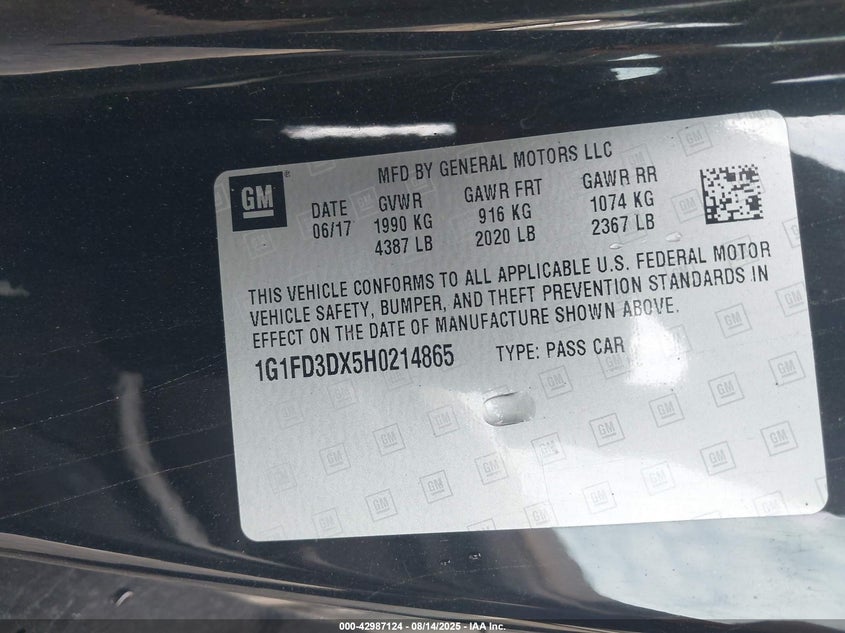 MFD BY GENERAL MOTORS LLC
GM
DATE GVWR GAWR FRT GAWR RR
06/17 1990 KG 916 KG 1074 KG
4387 LB 2020 LB 2367 LB
THIS VEHICLE CONFORMS TO ALL APPLICABLE U.S. FEDERAL MOTOR
VEHICLE SAFETY, BUMPER, AND THEFT PREVENTION STANDARDS IN
EFFECT ON THE DATE OF MANUFACTURE SHOWN ABOVE.
1G1FD3DX5H0214865 TYPE: PASS CAR
000-42987124 - 08/14/2025 - IAA Inc.